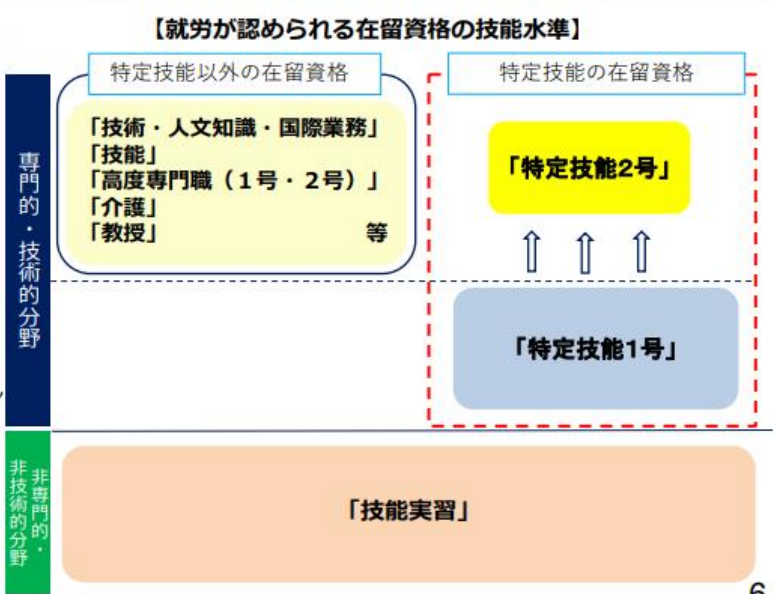 【就労が認められる在留資格の技能水準】
特定技能以外の在留資格
特定技能の在留資格
専門的・技術的分野
「技術・人文知識・国際業務」
「技能」
「高度専門職（１号・２号）」
「介護」
「教授」 等
「特定技能２号」
「特定技能１号」
非専門的・
非技術的分野
「技能実習」
6